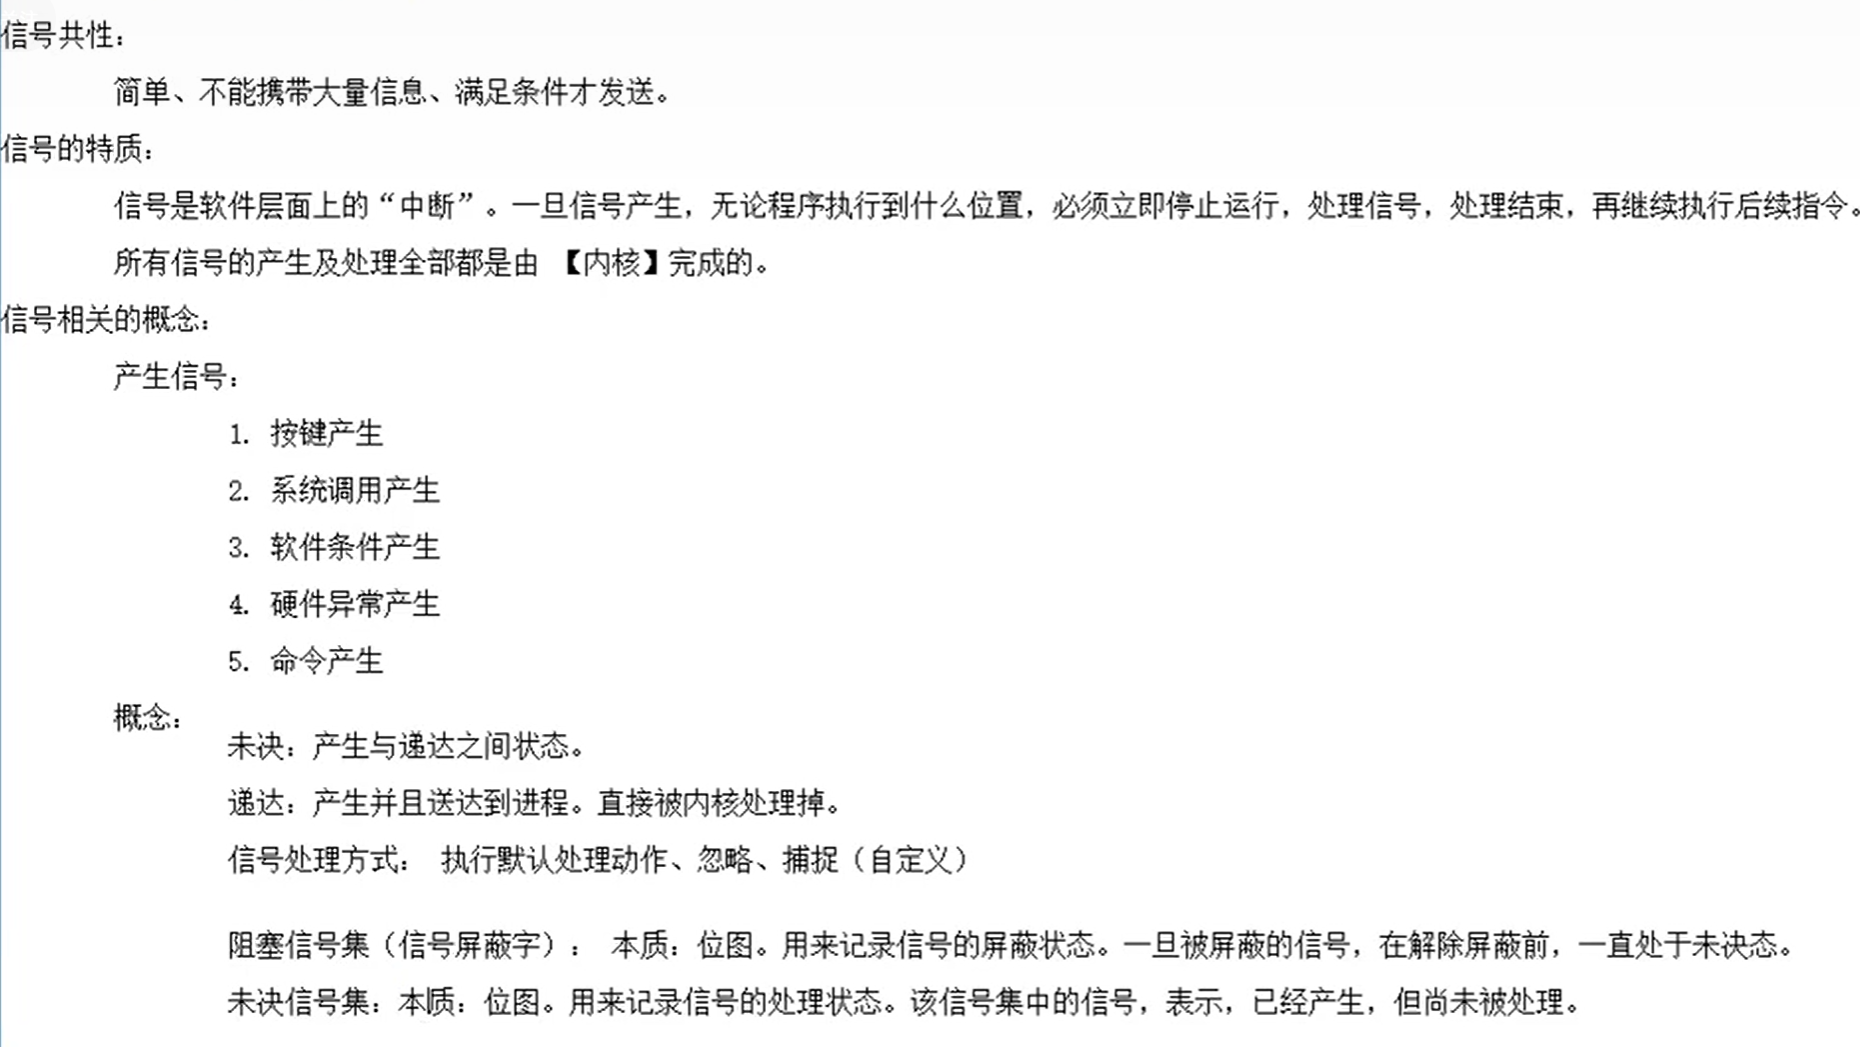 信号共性：
简单、不能携带大量信息、满足条件才发送。
信号的特质：
信号是软件层面上的“中断”。一旦信号产生，无论程序执行到什么位置，必须立即停止运行，处理信号，处理结束，再继续执行后续指令。
所有信号的产生及处理全部都是由 【内核】完成的。
信号相关的概念：
产生信号：
1. 按键产生
2. 系统调用产生
3. 软件条件产生
4. 硬件异常产生
5. 命令产生
概念：
未决：产生与递达之间状态。
递达：产生并且送达到进程。直接被内核处理掉。
信号处理方式： 执行默认处理动作、忽略、捕捉（自定义）
阻塞信号集（信号屏蔽字）： 本质：位图。用来记录信号的屏蔽状态。一旦被屏蔽的信号，在解除屏蔽前，一直处于未决态。
未决信号集：本质：位图。用来记录信号的处理状态。该信号集中的信号，表示，已经产生，但尚未被处理。